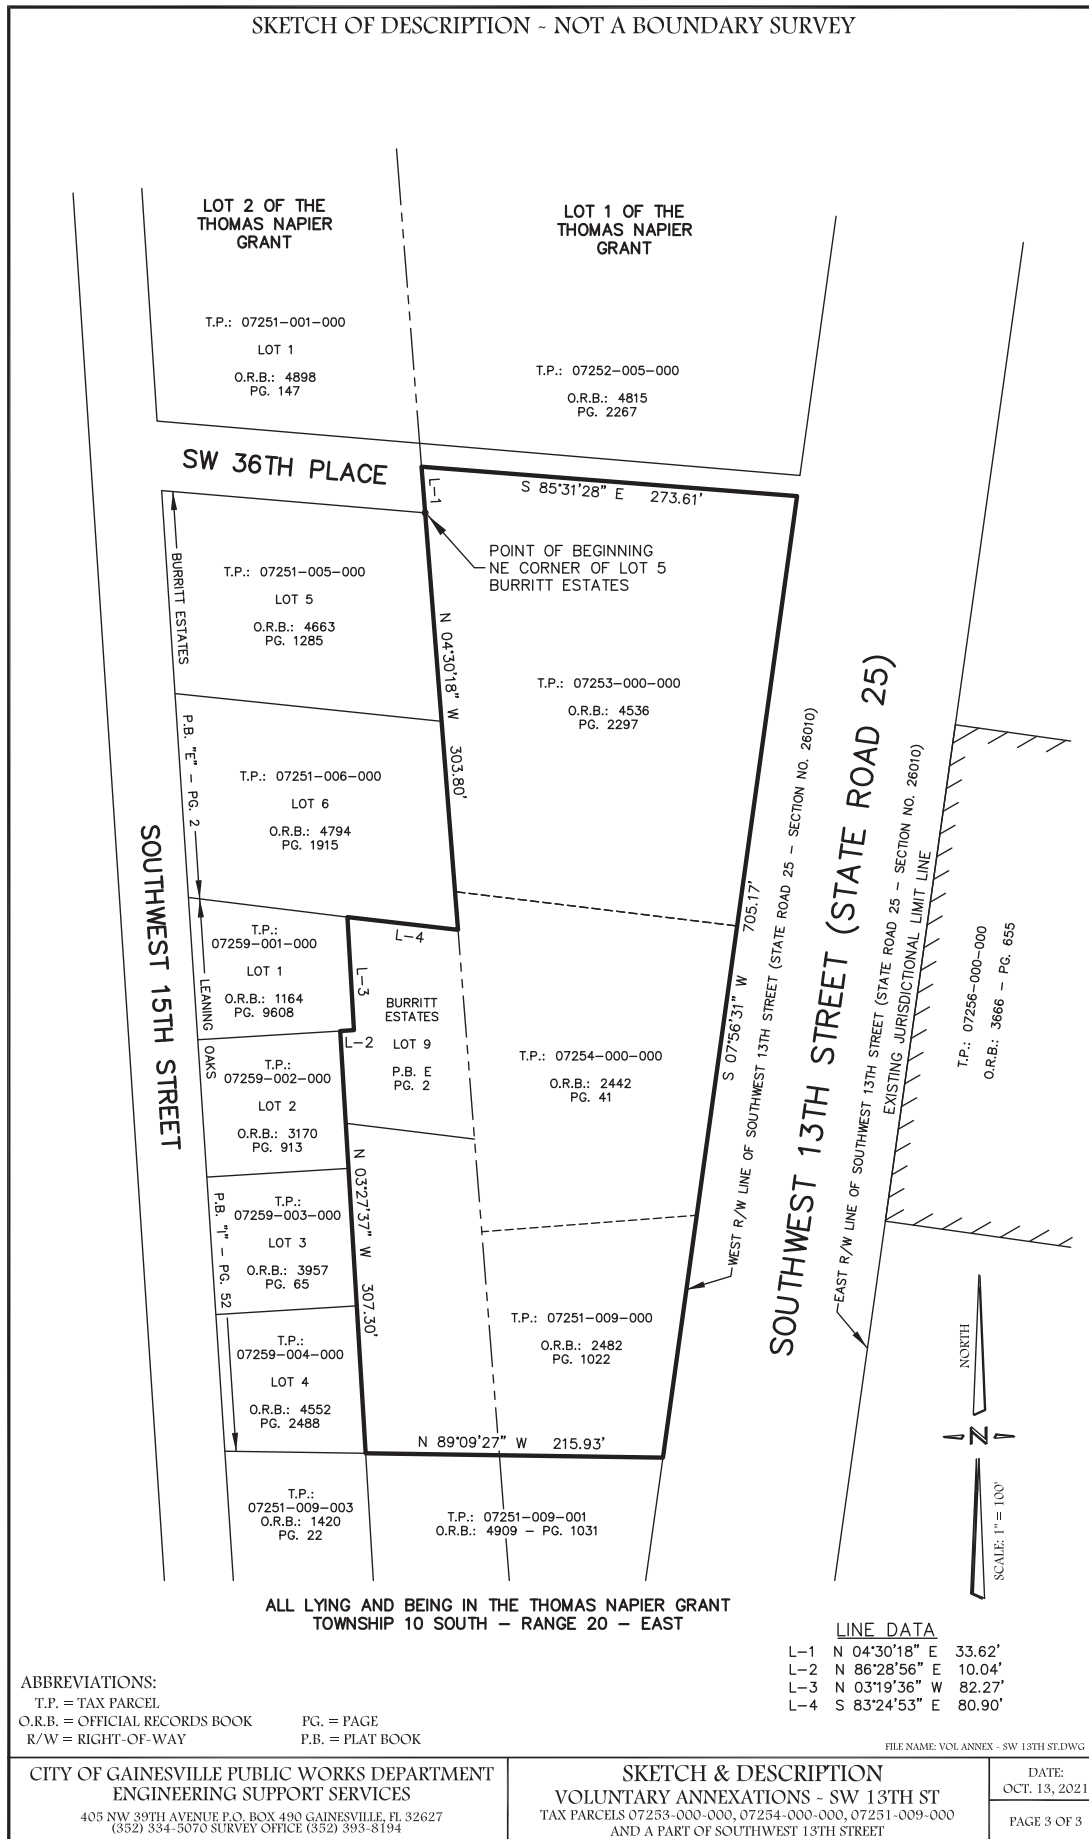 SKETCH OF DESCRIPTION - NOT A BOUNDARY SURVEY
LOT 2 OF THE
THOMAS NAPIER
GRANT
LOT 1 OF THE
THOMAS NAPIER
GRANT
T.P.: 07251-001-000
LOT 1
O.R.B.: 4898
PG. 147
T.P.: 07252-005-000
O.R.B.: 4815
PG. 2267
SW 36TH PLACE
L-1
S 85°31'28" E 273.61'
POINT OF BEGINNING
NE CORNER OF LOT 5
BURRITT ESTATES
BURRITT ESTATES
P.B. "E" - PG. 2
T.P.: 07251-005-000
LOT 5
O.R.B.: 4663
PG. 1285
N 04°30'18" W 303.80'
T.P.: 07253-000-000
O.R.B.: 4536
PG. 2297
T.P.: 07251-006-000
LOT 6
O.R.B.: 4794
PG. 1915
SOUTHWEST 15TH STREET
L-4
L-3
L-2
T.P.:
07259-001-000
LOT 1
O.R.B.: 1164
PG. 9608
LEANING OAKS
P.B. "I" - PG. 52
BURRITT
ESTATES
LOT 9
P.B. E
PG. 2
T.P.:
07259-002-000
LOT 2
O.R.B.: 3170
PG. 913
T.P.: 07254-000-000
O.R.B.: 2442
PG. 41
S 07°56'31" W 705.17'
WEST R/W LINE OF SOUTHWEST 13TH STREET (STATE ROAD 25 - SECTION NO. 26010)
SOUTHWEST 13TH STREET (STATE ROAD 25)
EAST R/W LINE OF SOUTHWEST 13TH STREET (STATE ROAD 25 - SECTION NO. 26010)
EXISTING JURISDICTIONAL LIMIT LINE
T.P.: 07256-000-000
O.R.B.: 3666 - PG. 655
T.P.:
07259-003-000
LOT 3
O.R.B.: 3957
PG. 65
N 03°27'37" W 307.30'
T.P.: 07251-009-000
O.R.B.: 2482
PG. 1022
T.P.:
07259-004-000
LOT 4
O.R.B.: 4552
PG. 2488
N 89°09'27" W 215.93'
T.P.:
07251-009-003
O.R.B.: 1420
PG. 22
T.P.: 07251-009-001
O.R.B.: 4909 - PG. 1031
NORTH
N
SCALE: 1" = 100'
ALL LYING AND BEING IN THE THOMAS NAPIER GRANT
TOWNSHIP 10 SOUTH - RANGE 20 - EAST
LINE DATA
L-1 N 04°30'18" E 33.62'
L-2 N 86°28'56" E 10.04'
L-3 N 03°19'36" W 82.27'
L-4 S 83°24'53" E 80.90'
ABBREVIATIONS:
T.P. = TAX PARCEL
O.R.B. = OFFICIAL RECORDS BOOK PG. = PAGE
R/W = RIGHT-OF-WAY P.B. = PLAT BOOK
FILE NAME: VOL ANNEX - SW 13TH ST.DWG
CITY OF GAINESVILLE PUBLIC WORKS DEPARTMENT
ENGINEERING SUPPORT SERVICES
405 NW 39TH AVENUE P.O. BOX 490 GAINESVILLE, FL 32627
(352) 334-5070 SURVEY OFFICE (352) 393-8194
SKETCH & DESCRIPTION
VOLUNTARY ANNEXATIONS - SW 13TH ST
TAX PARCELS 07253-000-000, 07254-000-000, 07251-009-000
AND A PART OF SOUTHWEST 13TH STREET
DATE:
OCT. 13, 2021
PAGE 3 OF 3